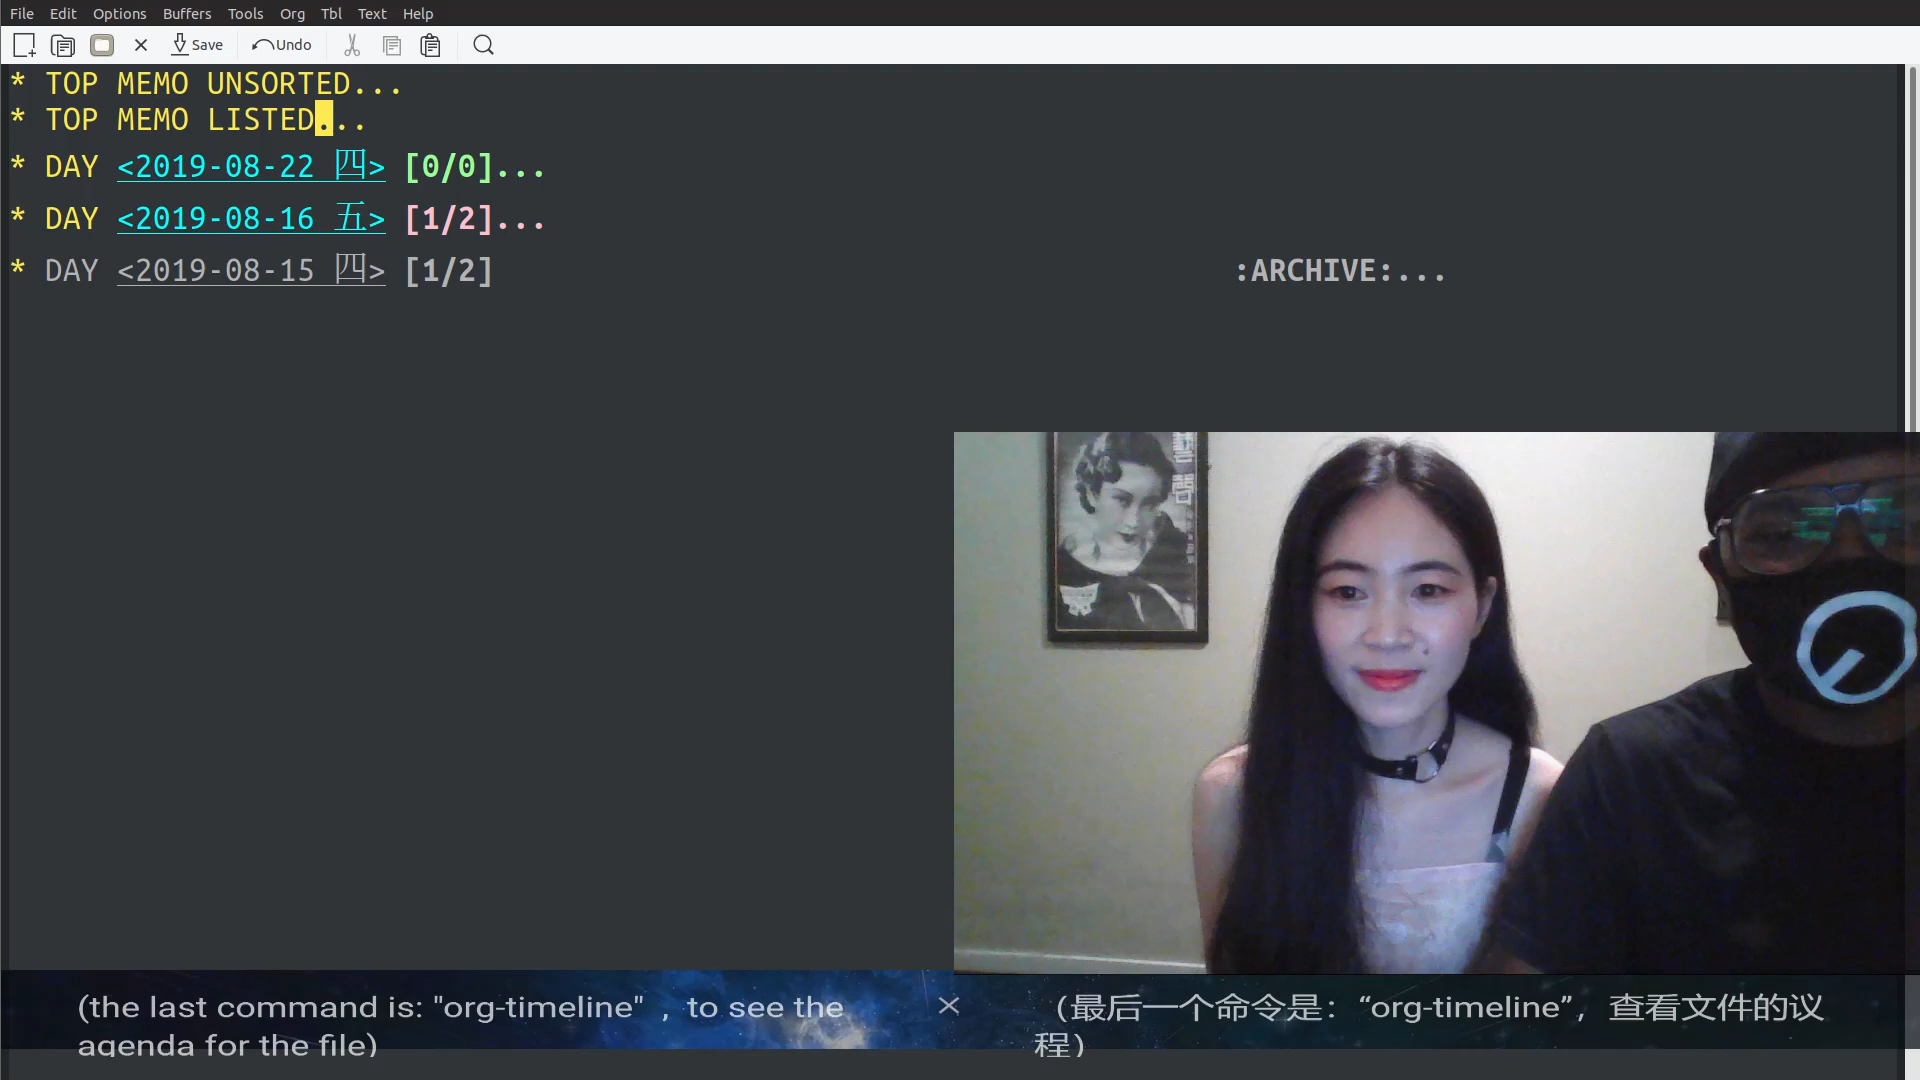 File Edit Options Buffers Tools Org Tbl Text Help
Save Undo
* TOP MEMO UNSORTED...
* TOP MEMO LISTED...
* DAY <2019-08-22 四> [0/0]...
* DAY <2019-08-16 五> [1/2]...
* DAY <2019-08-15 四> [1/2] :ARCHIVE:...
(the last command is: "org-timeline" , to see the
agenda for the file)
（最后一个命令是：“org-timeline”，查看文件的议
程）